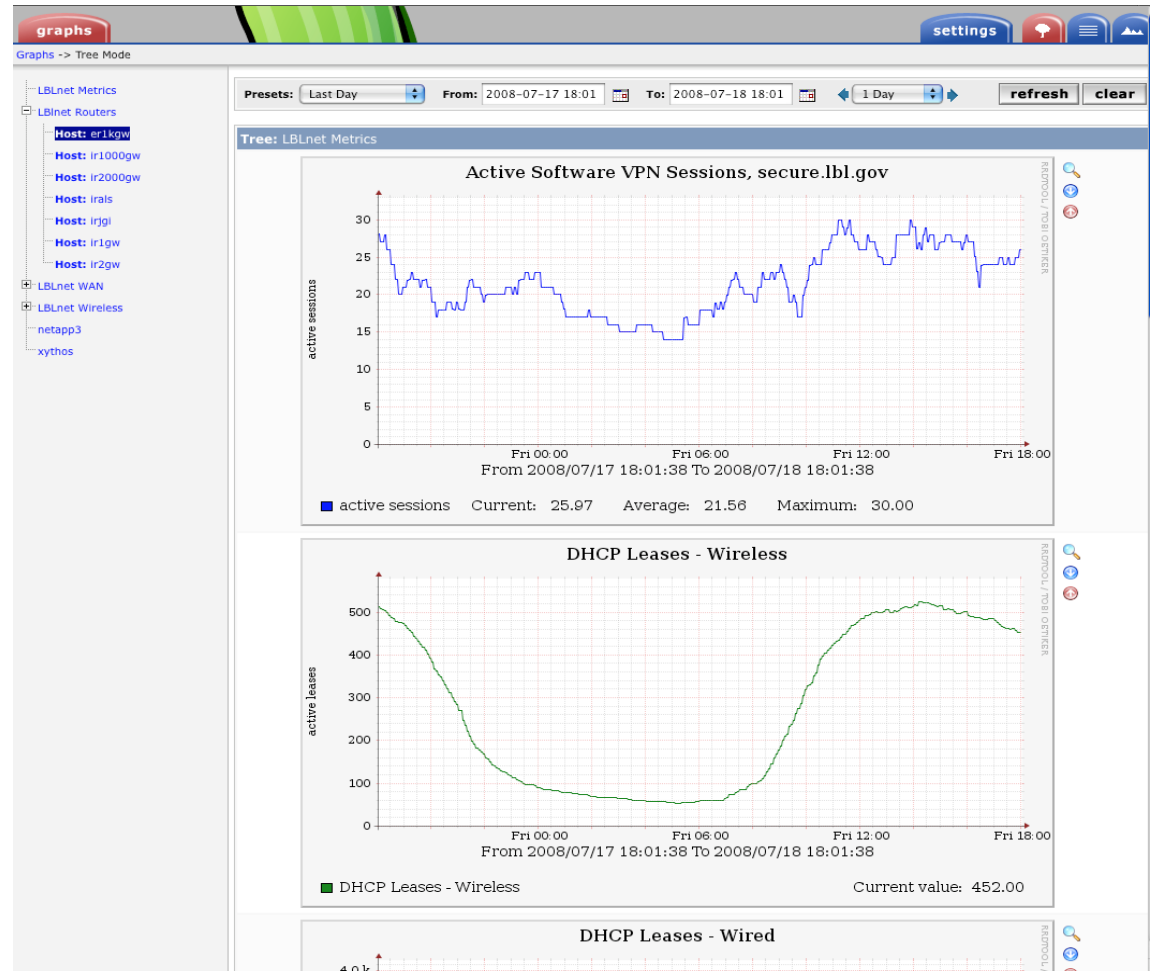 graphs
settings
Graphs -> Tree Mode
LBLnet Metrics
LBlnet Routers
Host: er1kgw
Host: ir1000gw
Host: ir2000gw
Host: irals
Host: irjgi
Host: ir1gw
Host: ir2gw
LBLnet WAN
LBLnet Wireless
netapp3
xythos
Presets: Last Day From: 2008-07-17 18:01 To: 2008-07-18 18:01 1 Day refresh clear
Tree: LBLnet Metrics
Active Software VPN Sessions, secure.lbl.gov
RRDTOOL / TOBI OETIKER
active sessions
30
25
20
15
10
5
0
Fri 00:00 Fri 06:00 Fri 12:00 Fri 18:00
From 2008/07/17 18:01:38 To 2008/07/18 18:01:38
active sessions Current: 25.97 Average: 21.56 Maximum: 30.00
DHCP Leases - Wireless
RRDTOOL / TOBI OETIKER
active leases
500
400
300
200
100
0
Fri 00:00 Fri 06:00 Fri 12:00 Fri 18:00
From 2008/07/17 18:01:38 To 2008/07/18 18:01:38
DHCP Leases - Wireless Current value: 452.00
DHCP Leases - Wired
RRDTOOL
4.0 k